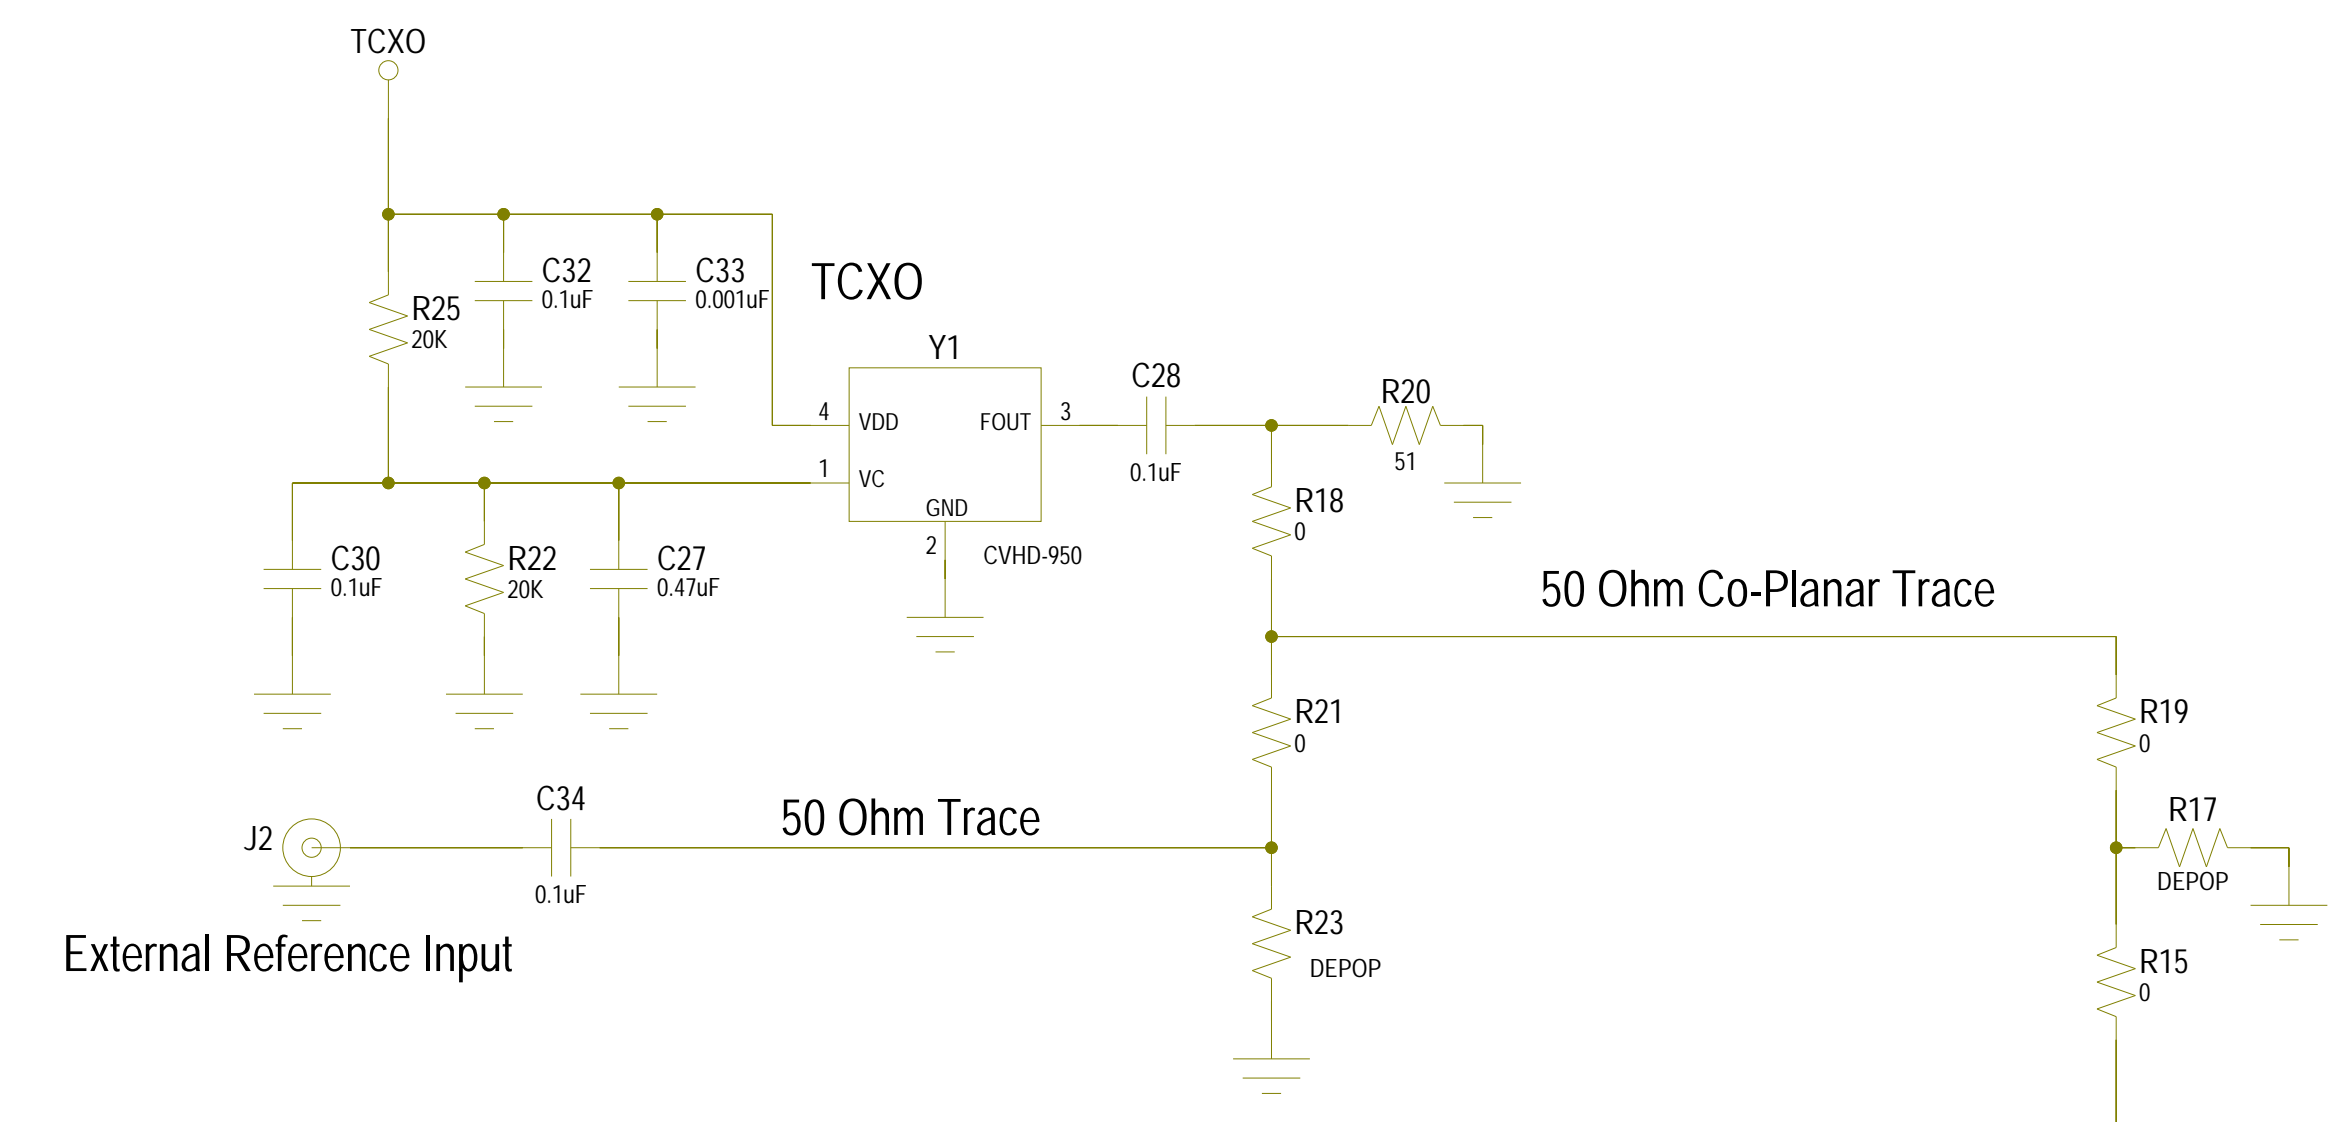 TCXO
C32
0.1uF
C33
0.001uF
TCXO
R25
20K
Y1
C28
0.1uF
R20
51
4
VDD
FOUT
3
1
VC
GND
2
CVHD-950
R18
0
C30
0.1uF
R22
20K
C27
0.47uF
50 Ohm Co-Planar Trace
R21
0
R19
0
C34
0.1uF
50 Ohm Trace
J2
R17
DEPOP
External Reference Input
R23
DEPOP
R15
0